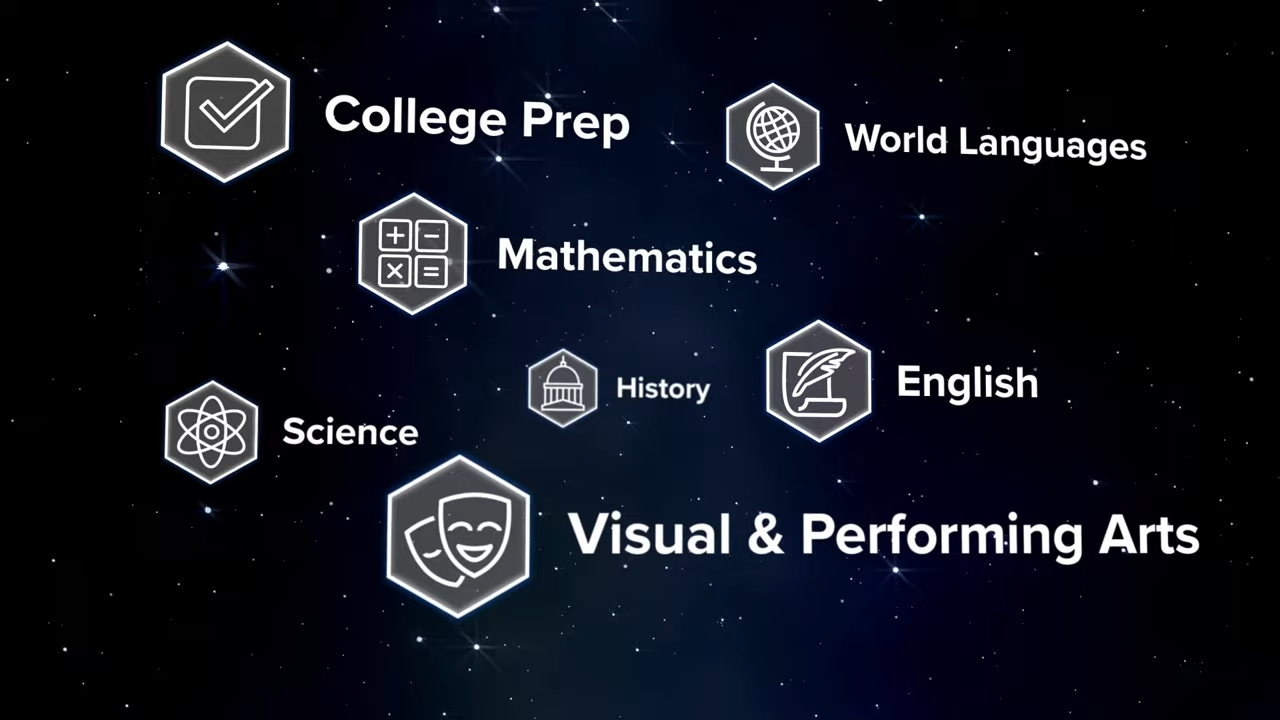 College Prep
World Languages
Mathematics
History
English
Science
Visual & Performing Arts